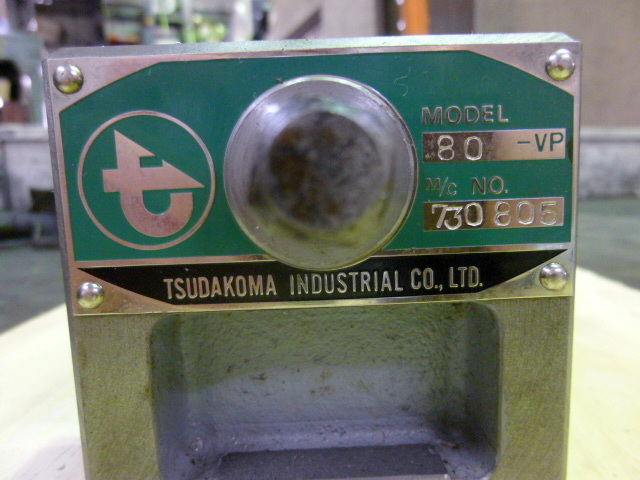 MODEL
80 -VP
M/C NO.
730805
TSUDAKOMA INDUSTRIAL CO., LTD.